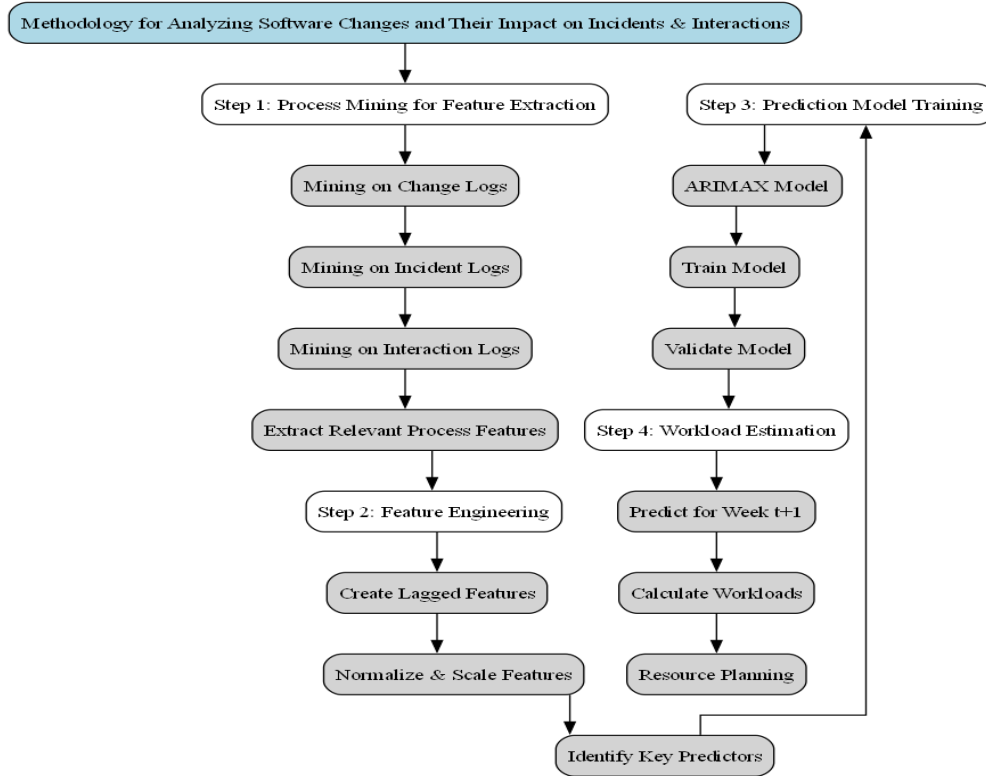 Methodology for Analyzing Software Changes and Their Impact on Incidents & Interactions
Step 1: Process Mining for Feature Extraction
Mining on Change Logs
Mining on Incident Logs
Mining on Interaction Logs
Extract Relevant Process Features
Step 2: Feature Engineering
Create Lagged Features
Normalize & Scale Features
Identify Key Predictors
Step 3: Prediction Model Training
ARIMAX Model
Train Model
Validate Model
Step 4: Workload Estimation
Predict for Week t+1
Calculate Workloads
Resource Planning